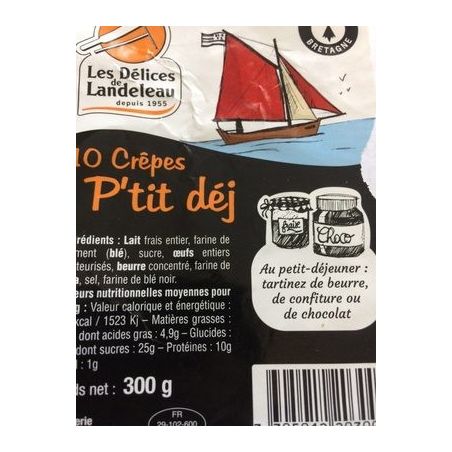 BRETAGNE
Les Délices
de
Landeleau
depuis 1955
10 Crêpes
P'tit déj
rédients : Lait frais entier, farine de
ment (blé), sucre, œufs entiers
teurisés, beurre concentré, farine de
, sel, farine de blé noir.
eurs nutritionnelles moyennes pour
g : Valeur calorique et énergétique :
kcal / 1523 Kj – Matières grasses :
dont acides gras : 4,9g – Glucides :
dont sucres : 25g – Protéines : 10g
: 1g
ds net : 300 g
Choco
Au petit-déjeuner :
tartinez de beurre,
de confiture ou
de chocolat
erie
FR
29-102-600